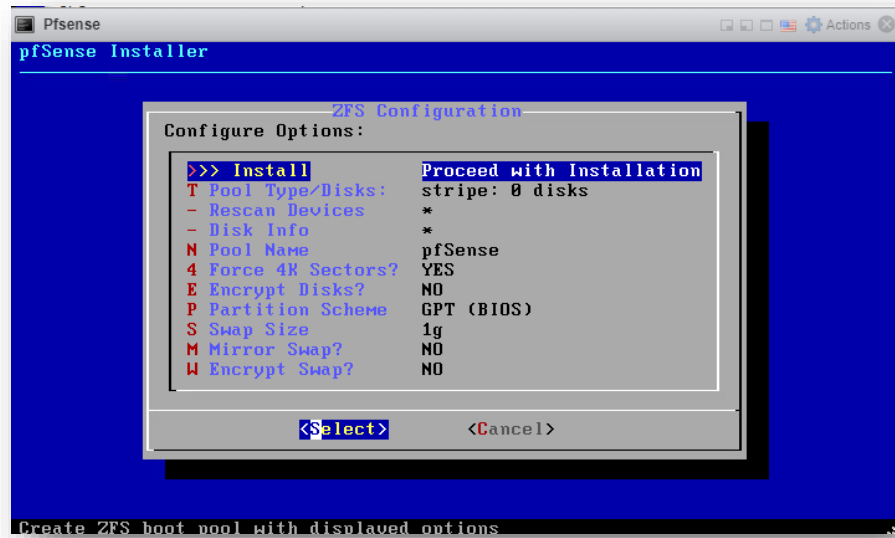 Pfsense
Actions
pfSense Installer
ZFS Configuration
Configure Options:
>>> Install Proceed with Installation
T Pool Type/Disks: stripe: 0 disks
- Rescan Devices *
- Disk Info *
N Pool Name pfSense
4 Force 4K Sectors? YES
E Encrypt Disks? NO
P Partition Scheme GPT (BIOS)
S Swap Size 1g
M Mirror Swap? NO
W Encrypt Swap? NO
<Select> <Cancel>
Create ZFS boot pool with displayed options